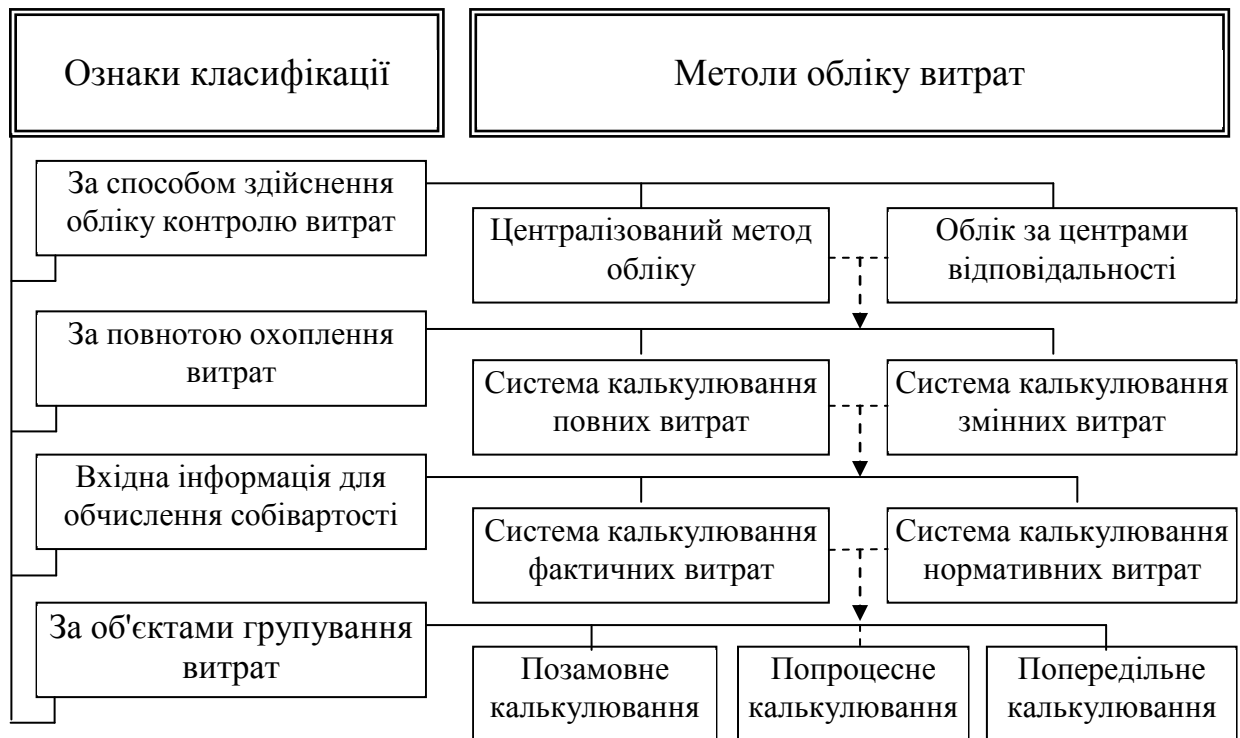 Ознаки класифікації
Метоли обліку витрат
За способом здійснення
обліку контролю витрат
Централізований метод
обліку
Облік за центрами
відповідальності
За повнотою охоплення
витрат
Система калькулювання
повних витрат
Система калькулювання
змінних витрат
Вхідна інформація для
обчислення собівартості
Система калькулювання
фактичних витрат
Система калькулювання
нормативних витрат
За об'єктами групування
витрат
Позамовне
калькулювання
Попроцесне
калькулювання
Попередільне
калькулювання